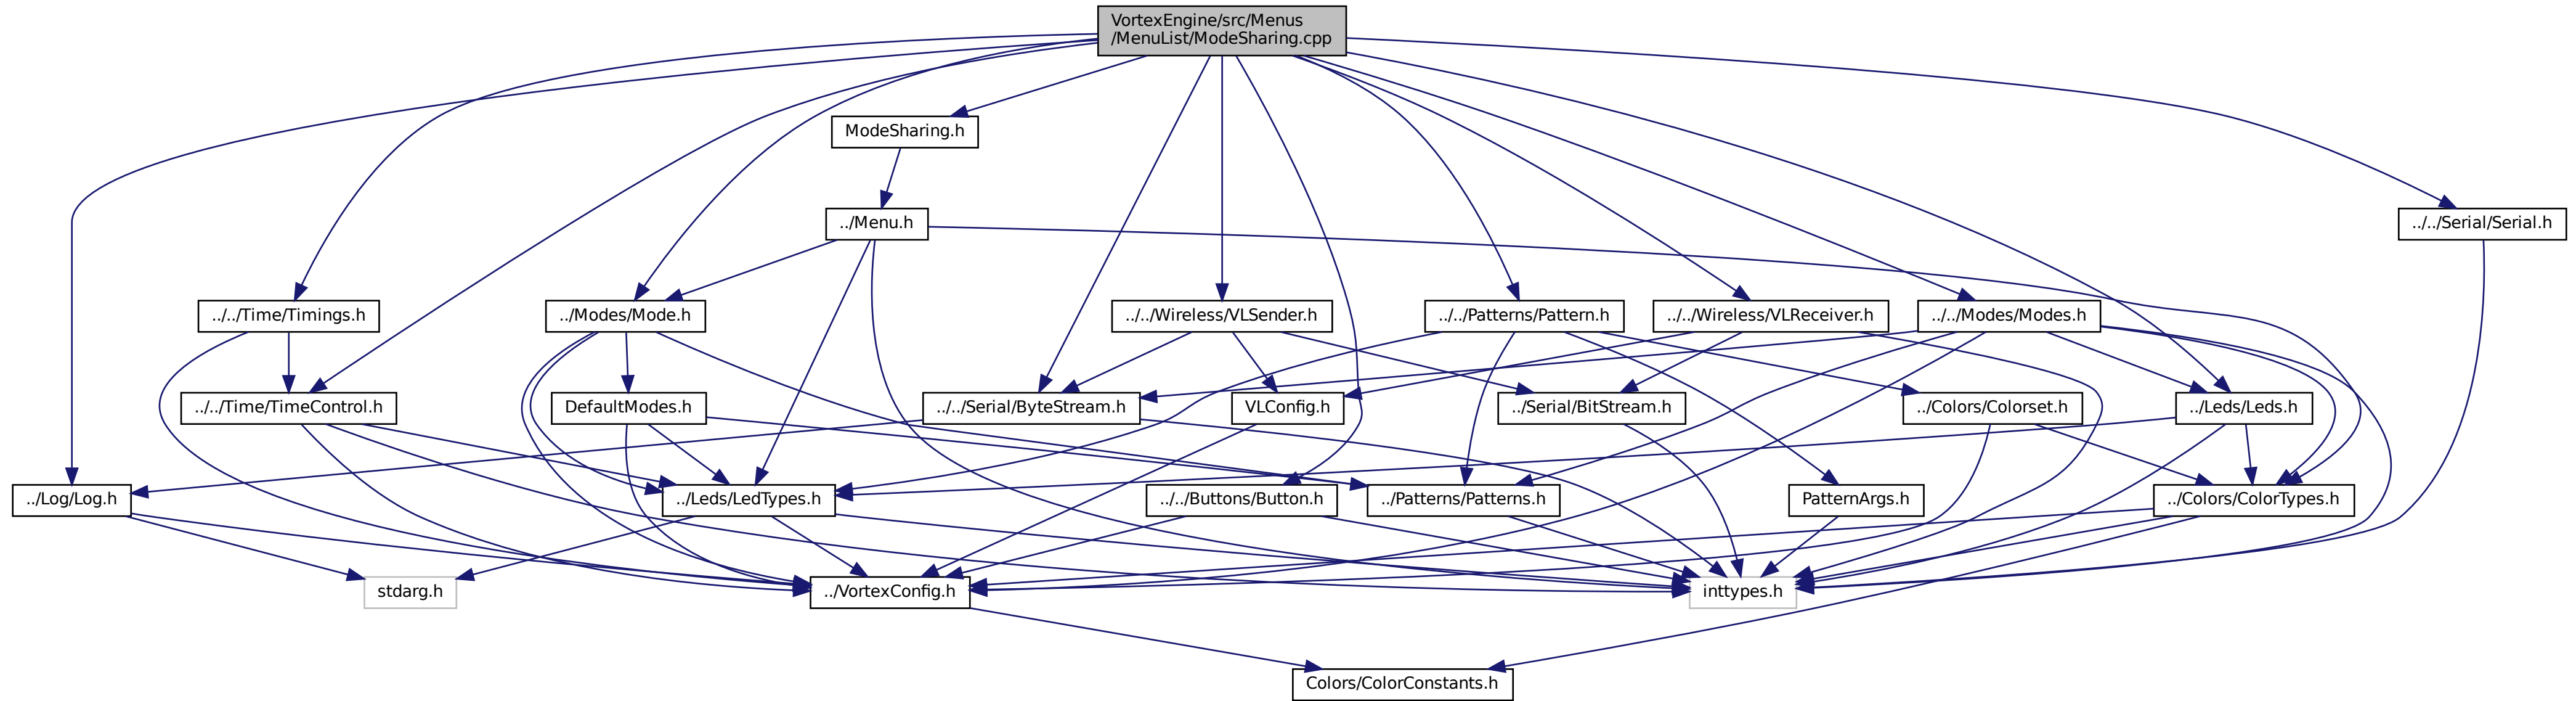 VortexEngine/src/Menus
/MenuList/ModeSharing.cpp
ModeSharing.h
../Menu.h
../../Serial/Serial.h
../../Time/Timings.h
../Modes/Mode.h
../../Wireless/VLSender.h
../../Patterns/Pattern.h
../../Wireless/VLReceiver.h
../../Modes/Modes.h
../../Time/TimeControl.h
DefaultModes.h
../../Serial/ByteStream.h
VLConfig.h
../Serial/BitStream.h
../Colors/Colorset.h
../Leds/Leds.h
../Log/Log.h
../Leds/LedTypes.h
../../Buttons/Button.h
../Patterns/Patterns.h
PatternArgs.h
../Colors/ColorTypes.h
stdarg.h
../VortexConfig.h
inttypes.h
Colors/ColorConstants.h